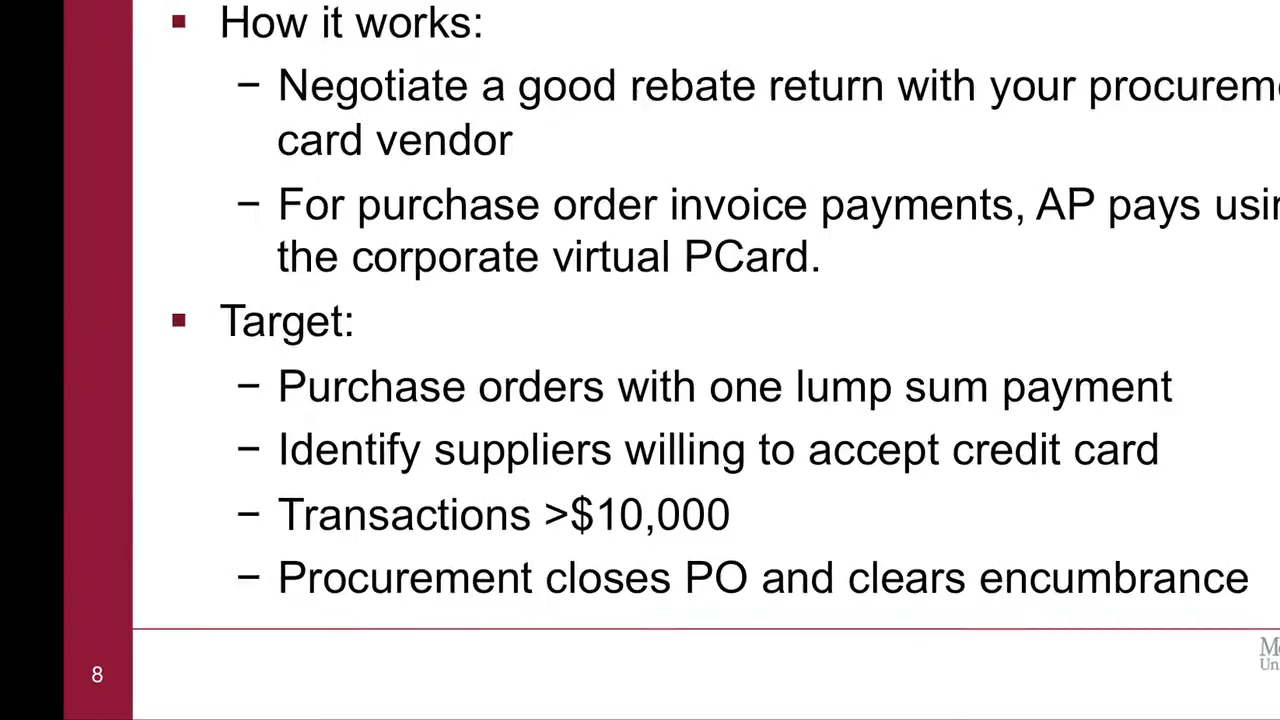 ▪ How it works:
− Negotiate a good rebate return with your procurem
card vendor
− For purchase order invoice payments, AP pays usin
the corporate virtual PCard.
▪ Target:
− Purchase orders with one lump sum payment
− Identify suppliers willing to accept credit card
− Transactions >$10,000
− Procurement closes PO and clears encumbrance
8